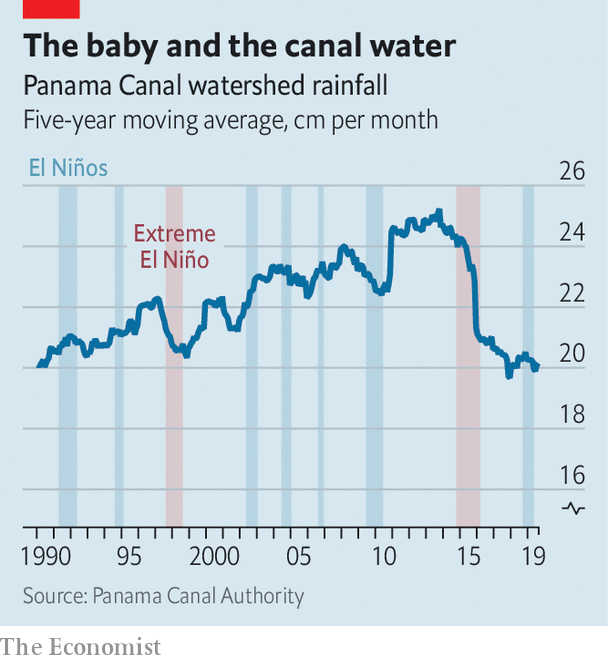 The baby and the canal water
Panama Canal watershed rainfall
Five-year moving average, cm per month
El Niños
26
Extreme
El Niño
24
22
20
18
16
1990 95 2000 05 10 15 19
Source: Panama Canal Authority
The Economist